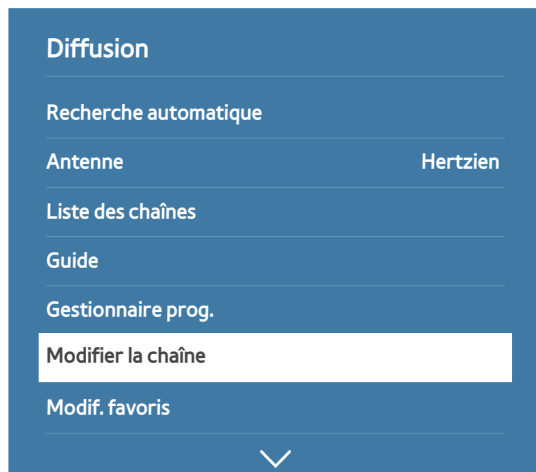 Diffusion
Recherche automatique
Antenne Hertzien
Liste des chaînes
Guide
Gestionnaire prog.
Modifier la chaîne
Modif. favoris